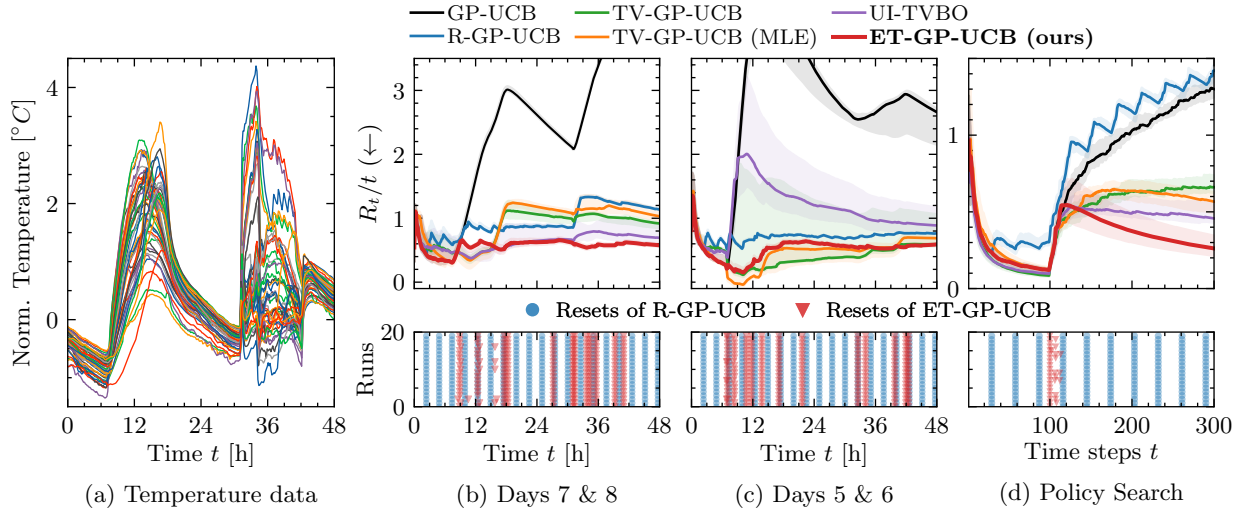 GP-UCB TV-GP-UCB UI-TVBO
R-GP-UCB TV-GP-UCB (MLE) ET-GP-UCB (ours)
Norm. Temperature [°C]
4
3
2
1
0
−1
0 12 24 36 48
Time t [h]
R_t/t (←)
3
2
1
0
1
0
Resets of R-GP-UCB Resets of ET-GP-UCB
Runs
20
0
0 12 24 36 48
Time t [h]
0 12 24 36 48
Time t [h]
0 100 200 300
Time steps t
(a) Temperature data
(b) Days 7 & 8
(c) Days 5 & 6
(d) Policy Search